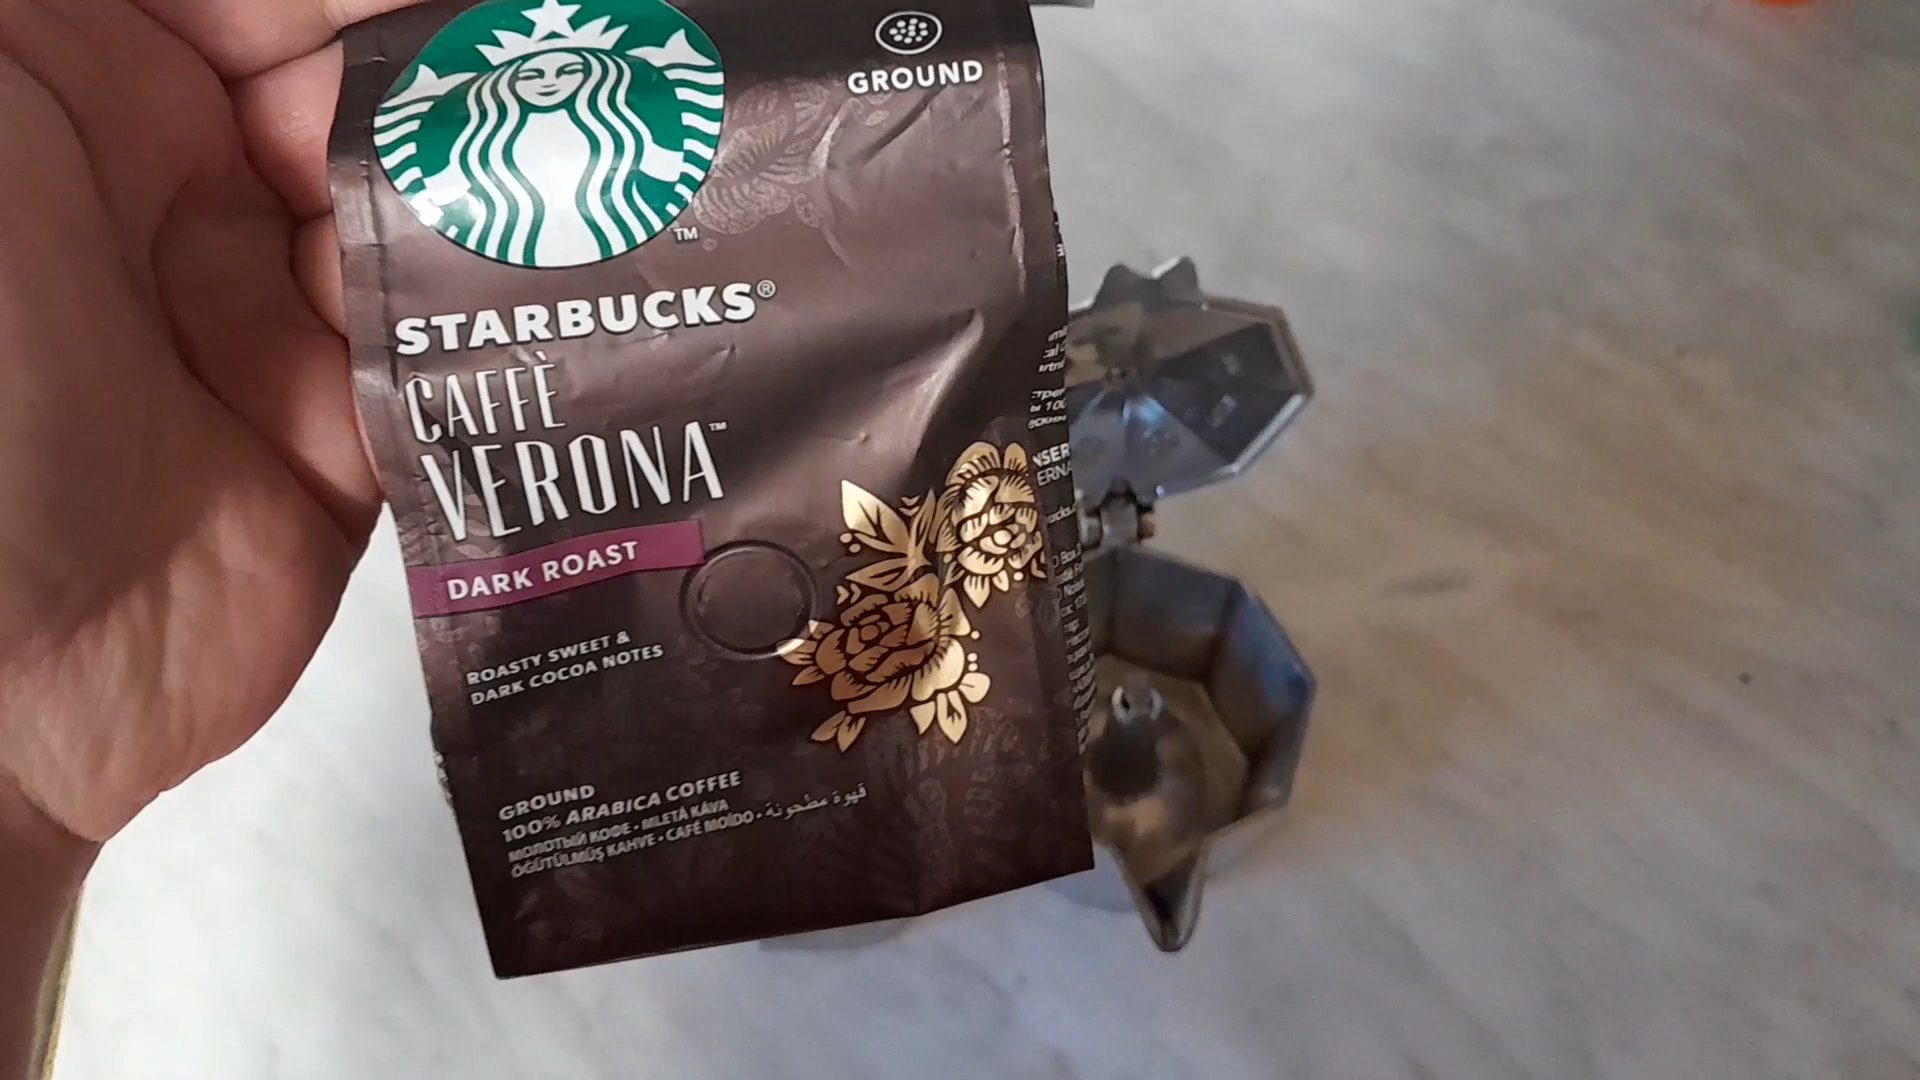 GROUND
TM
STARBUCKS®
CAFFÈ
VERONA™
DARK ROAST
ROASTY SWEET &
DARK COCOA NOTES
GROUND
100% ARABICA COFFEE
МОЛОТЫЙ КОФЕ • MLETÁ KÁVA
ÖĞÜTÜLMÜŞ KAHVE • CAFÉ MOÍDO • قهوة مطحونة